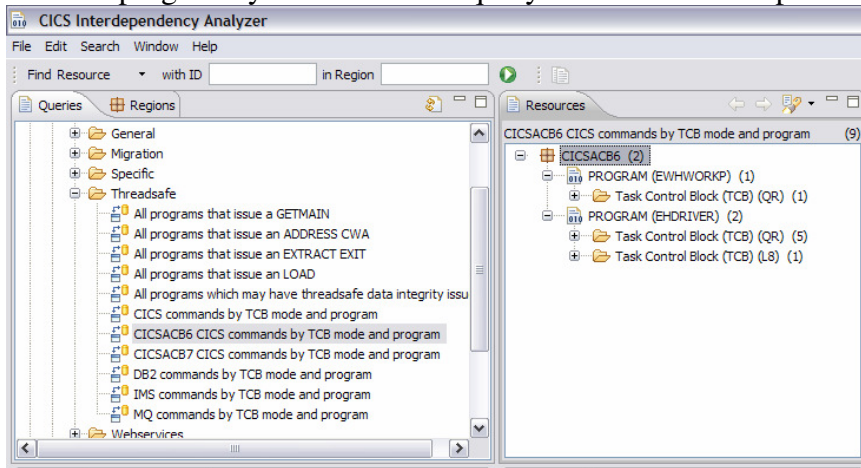 CICS Interdependency Analyzer
File Edit Search Window Help
Find Resource with ID in Region
Queries Regions
General
Migration
Specific
Threadsafe
All programs that issue a GETMAIN
All programs that issue an ADDRESS CWA
All programs that issue an EXTRACT EXIT
All programs that issue an LOAD
All programs which may have threadsafe data integrity issu
CICS commands by TCB mode and program
CICSACB6 CICS commands by TCB mode and program
CICSACB7 CICS commands by TCB mode and program
DB2 commands by TCB mode and program
IMS commands by TCB mode and program
MQ commands by TCB mode and program
Webservices
Resources
CICSACB6 CICS commands by TCB mode and program (9)
CICSACB6 (2)
PROGRAM (EWHWORKP) (1)
Task Control Block (TCB) (QR) (1)
PROGRAM (EHDRIVER) (2)
Task Control Block (TCB) (QR) (5)
Task Control Block (TCB) (L8) (1)